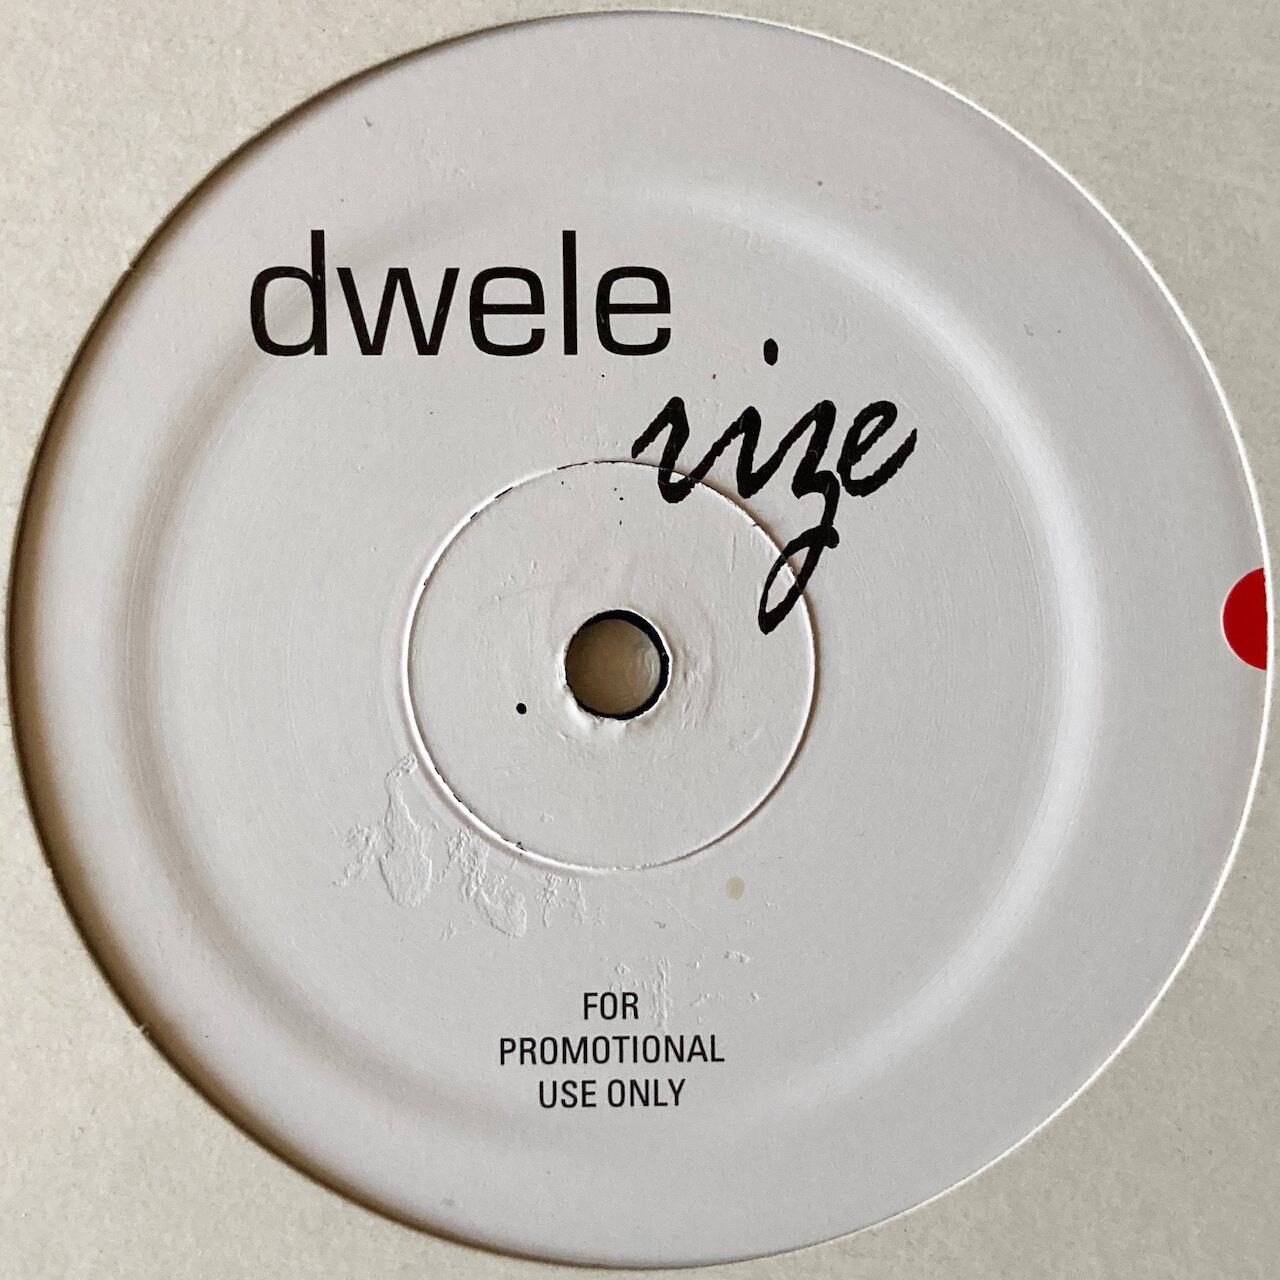 dwele
rize
FOR
PROMOTIONAL
USE ONLY